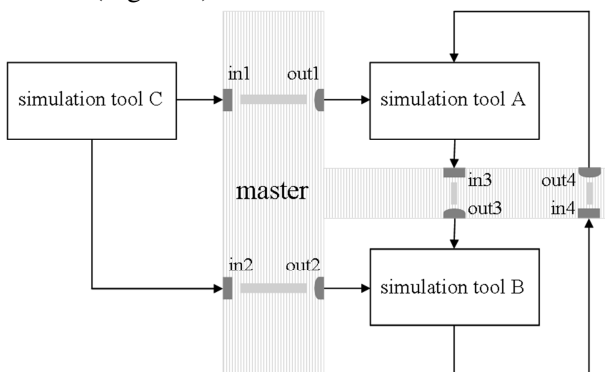 in1 out1
simulation tool C
simulation tool A
master
in3 out4
out3 in4
in2 out2
simulation tool B